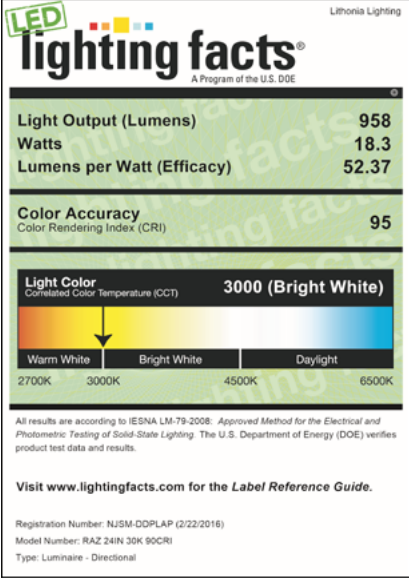 Lithonia Lighting
LED
lighting facts®
A Program of the U.S. DOE
Light Output (Lumens) 958
Watts 18.3
Lumens per Watt (Efficacy) 52.37
Color Accuracy
Color Rendering Index (CRI) 95
Light Color
Correlated Color Temperature (CCT) 3000 (Bright White)
Warm White Bright White Daylight
2700K 3000K 4500K 6500K
All results are according to IESNA LM-79-2008: Approved Method for the Electrical and
Photometric Testing of Solid-State Lighting. The U.S. Department of Energy (DOE) verifies
product test data and results.
Visit www.lightingfacts.com for the Label Reference Guide.
Registration Number: NJSM-DDPLAP (2/22/2016)
Model Number: RAZ 24IN 30K 90CRI
Type: Luminaire - Directional